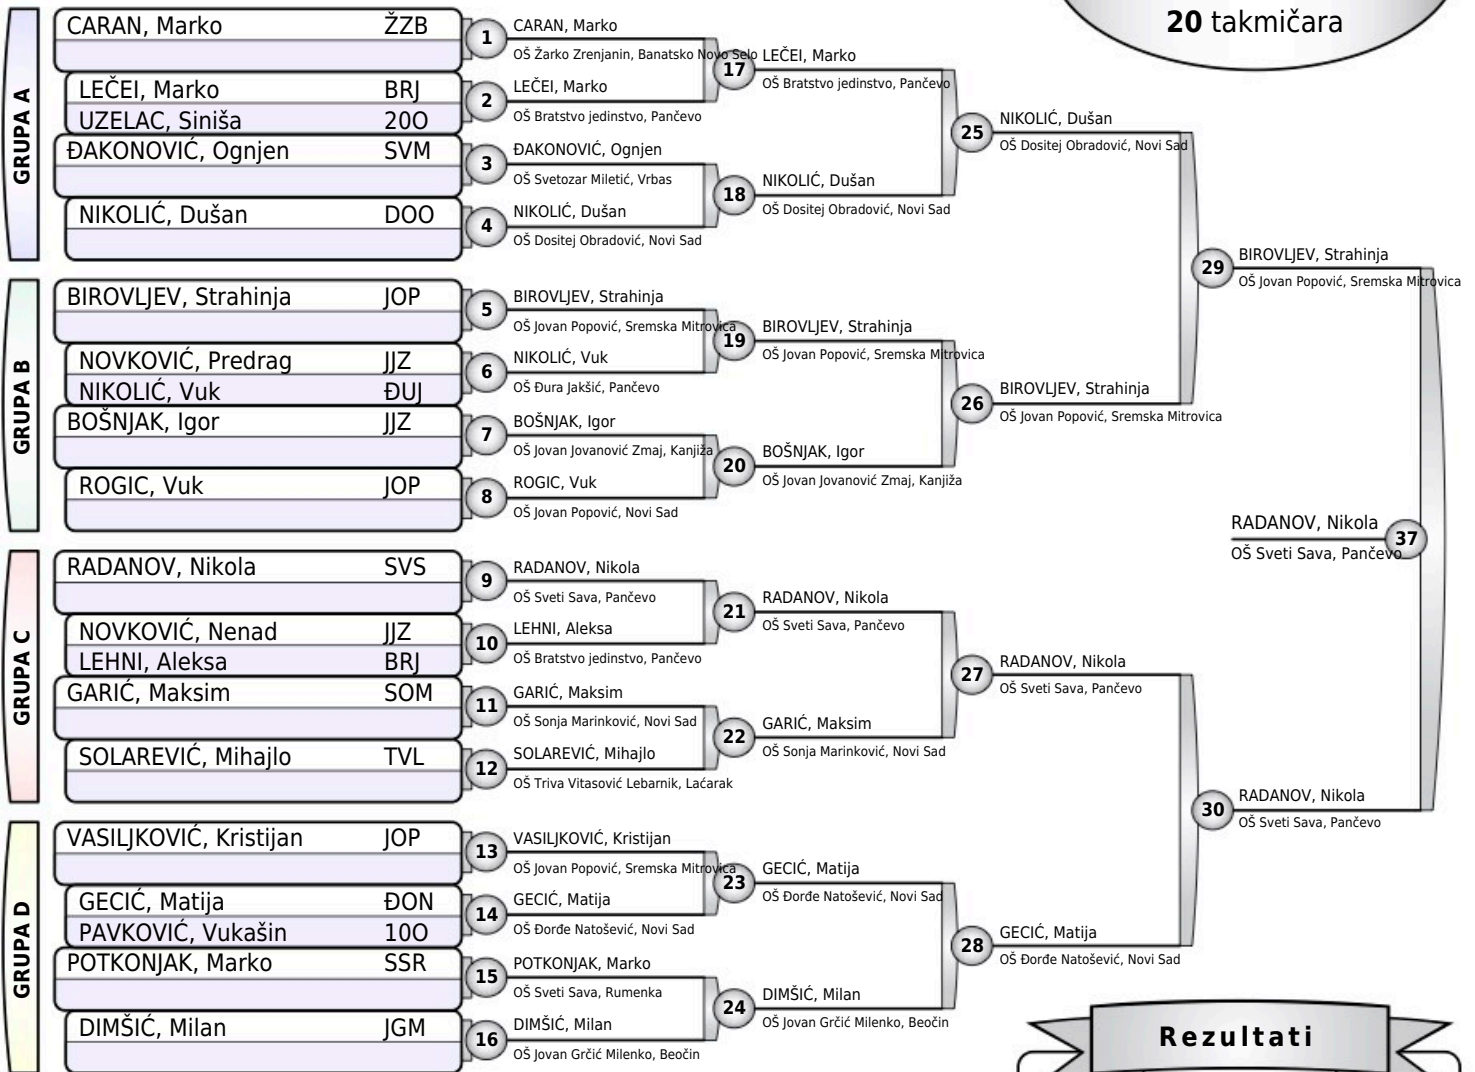 20 takmičara
GRUPA A
CARAN, Marko ŽZB
LEČEI, Marko BRJ
UZELAC, Siniša 20O
ĐAKONOVIĆ, Ognjen SVM
NIKOLIĆ, Dušan DOO
GRUPA B
BIROVLJEV, Strahinja JOP
NOVKOVIĆ, Predrag JJZ
NIKOLIĆ, Vuk ĐUJ
BOŠNJAK, Igor JJZ
ROGIC, Vuk JOP
GRUPA C
RADANOV, Nikola SVS
NOVKOVIĆ, Nenad JJZ
LEHNI, Aleksa BRJ
GARIĆ, Maksim SOM
SOLAREVIĆ, Mihajlo TVL
GRUPA D
VASILJKOVIĆ, Kristijan JOP
GECIĆ, Matija ĐON
PAVKOVIĆ, Vukašin 10O
POTKONJAK, Marko SSR
DIMŠIĆ, Milan JGM
1 CARAN, Marko
OŠ Žarko Zrenjanin, Banatsko Novo Selo
2 LEČEI, Marko
OŠ Bratstvo jedinstvo, Pančevo
3 ĐAKONOVIĆ, Ognjen
OŠ Svetozar Miletić, Vrbas
4 NIKOLIĆ, Dušan
OŠ Dositej Obradović, Novi Sad
5 BIROVLJEV, Strahinja
OŠ Jovan Popović, Sremska Mitrovica
6 NIKOLIĆ, Vuk
OŠ Đura Jakšić, Pančevo
7 BOŠNJAK, Igor
OŠ Jovan Jovanović Zmaj, Kanjiža
8 ROGIC, Vuk
OŠ Jovan Popović, Novi Sad
9 RADANOV, Nikola
OŠ Sveti Sava, Pančevo
10 LEHNI, Aleksa
OŠ Bratstvo jedinstvo, Pančevo
11 GARIĆ, Maksim
OŠ Sonja Marinković, Novi Sad
12 SOLAREVIĆ, Mihajlo
OŠ Triva Vitasović Lebarnik, Laćarak
13 VASILJKOVIĆ, Kristijan
OŠ Jovan Popović, Sremska Mitrovica
14 GECIĆ, Matija
OŠ Đorđe Natošević, Novi Sad
15 POTKONJAK, Marko
OŠ Sveti Sava, Rumenka
16 DIMŠIĆ, Milan
OŠ Jovan Grčić Milenko, Beočin
17 LEČEI, Marko
OŠ Bratstvo jedinstvo, Pančevo
18 NIKOLIĆ, Dušan
OŠ Dositej Obradović, Novi Sad
19 BIROVLJEV, Strahinja
OŠ Jovan Popović, Sremska Mitrovica
20 BOŠNJAK, Igor
OŠ Jovan Jovanović Zmaj, Kanjiža
21 RADANOV, Nikola
OŠ Sveti Sava, Pančevo
22 GARIĆ, Maksim
OŠ Sonja Marinković, Novi Sad
23 GECIĆ, Matija
OŠ Đorđe Natošević, Novi Sad
24 DIMŠIĆ, Milan
OŠ Jovan Grčić Milenko, Beočin
25 NIKOLIĆ, Dušan
OŠ Dositej Obradović, Novi Sad
26 BIROVLJEV, Strahinja
OŠ Jovan Popović, Sremska Mitrovica
27 RADANOV, Nikola
OŠ Sveti Sava, Pančevo
28 GECIĆ, Matija
OŠ Đorđe Natošević, Novi Sad
29 BIROVLJEV, Strahinja
OŠ Jovan Popović, Sremska Mitrovica
30 RADANOV, Nikola
OŠ Sveti Sava, Pančevo
RADANOV, Nikola 37
OŠ Sveti Sava, Pančevo
Rezultati